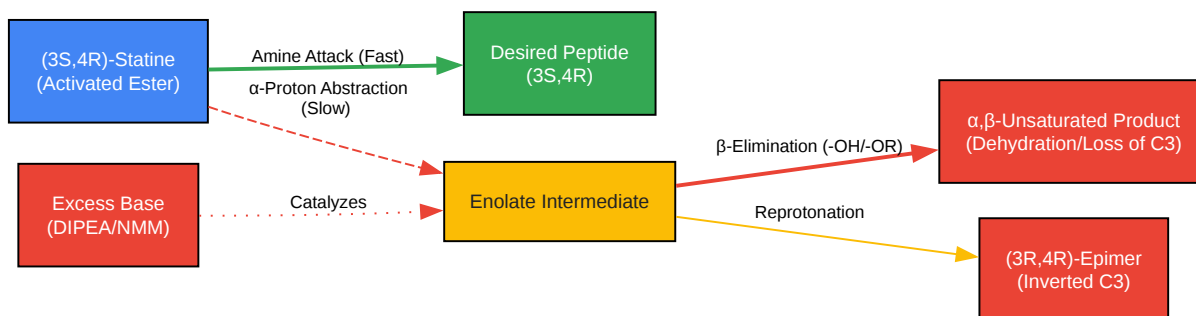 (3S,4R)-Statine
(Activated Ester)
Amine Attack (Fast)
Desired Peptide
(3S,4R)
α-Proton Abstraction
(Slow)
Excess Base
(DIPEA/NMM)
Catalyzes
Enolate Intermediate
β-Elimination (-OH/-OR)
α,β-Unsaturated Product
(Dehydration/Loss of C3)
Reprotonation
(3R,4R)-Epimer
(Inverted C3)